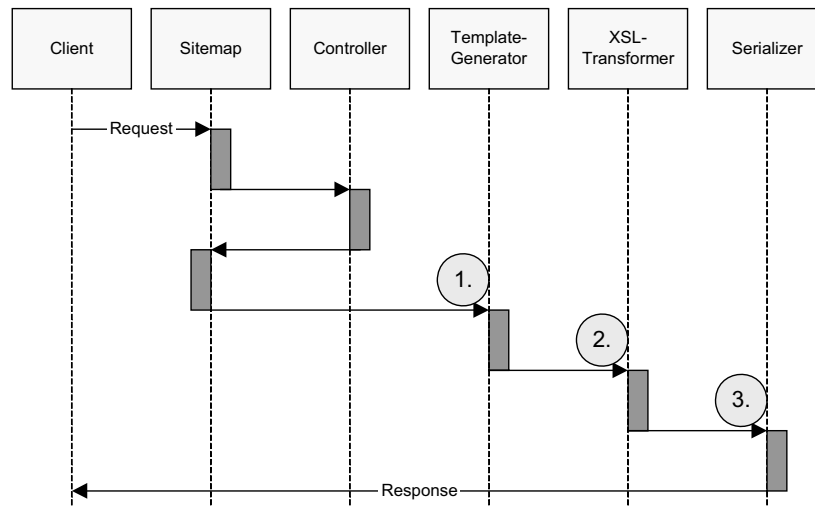 Client
Sitemap
Controller
Template-
Generator
XSL-
Transformer
Serializer
Request
1.
2.
3.
Response